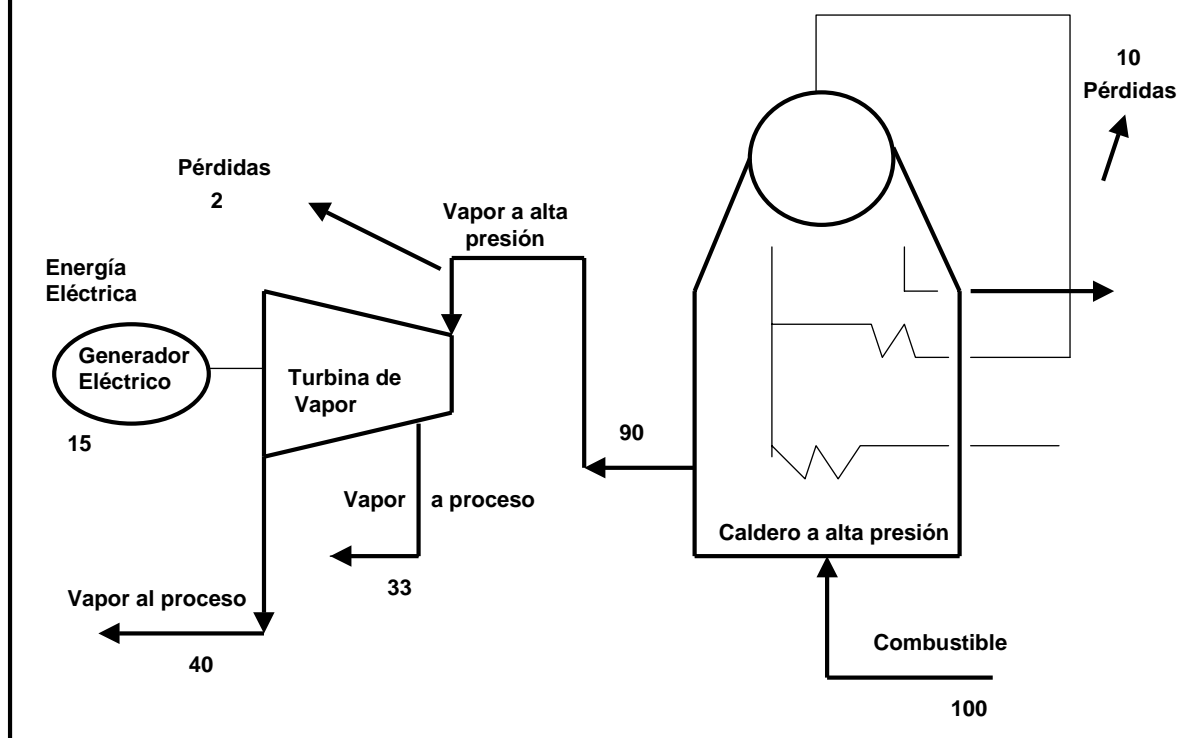 10
Pérdidas
Pérdidas
2
Vapor a alta
presión
Energía
Eléctrica
Generador
Eléctrico
Turbina de
Vapor
15
90
Vapor a proceso
Caldero a alta presión
33
Vapor al proceso
40
Combustible
100